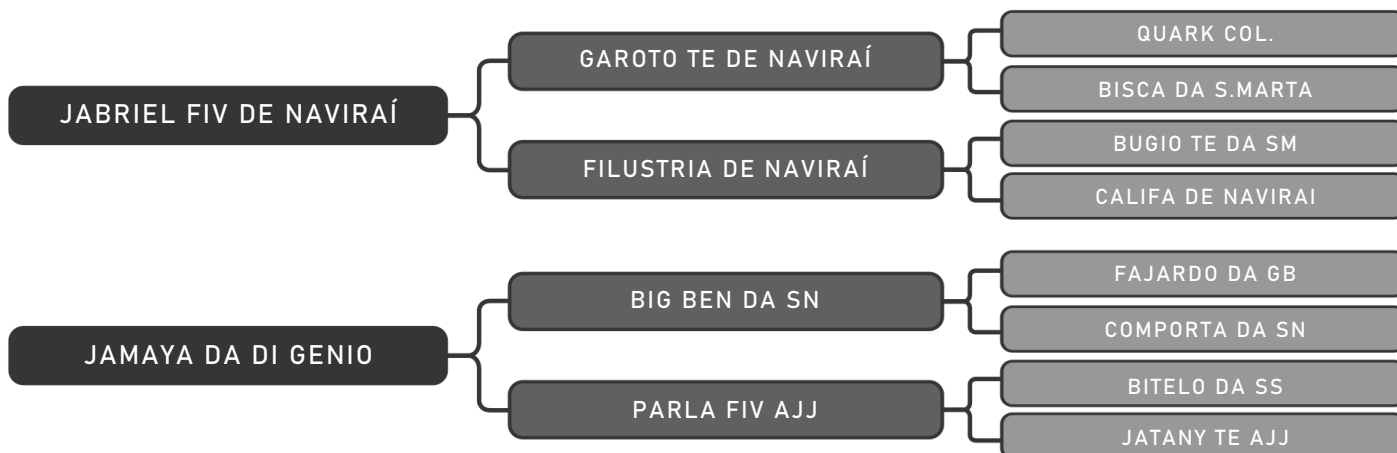 JABRIEL FIV DE NAVIRAÍ
GAROTO TE DE NAVIRAÍ
QUARK COL.
BISCA DA S.MARTA
FILUSTRIA DE NAVIRAÍ
BUGIO TE DA SM
CALIFA DE NAVIRAI
JAMAYA DA DI GENIO
BIG BEN DA SN
FAJARDO DA GB
COMPORTA DA SN
PARLA FIV AJJ
BITELO DA SS
JATANY TE AJJ